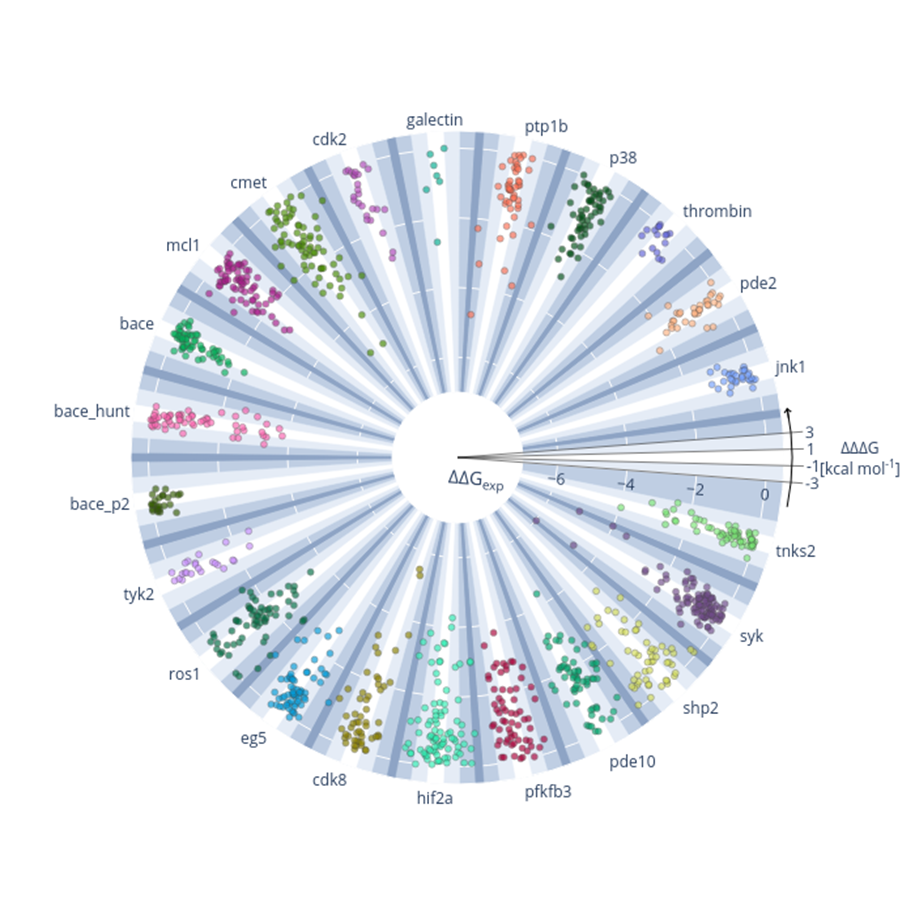 galectin
ptp1b
cdk2
p38
cmet
thrombin
mcl1
pde2
bace
jnk1
bace_hunt
3
1
ΔΔΔG
-1 [kcal mol⁻¹]
-3
ΔΔGexp
-6
-4
-2
0
bace_p2
tnks2
tyk2
syk
ros1
shp2
eg5
pde10
cdk8
pfkfb3
hif2a